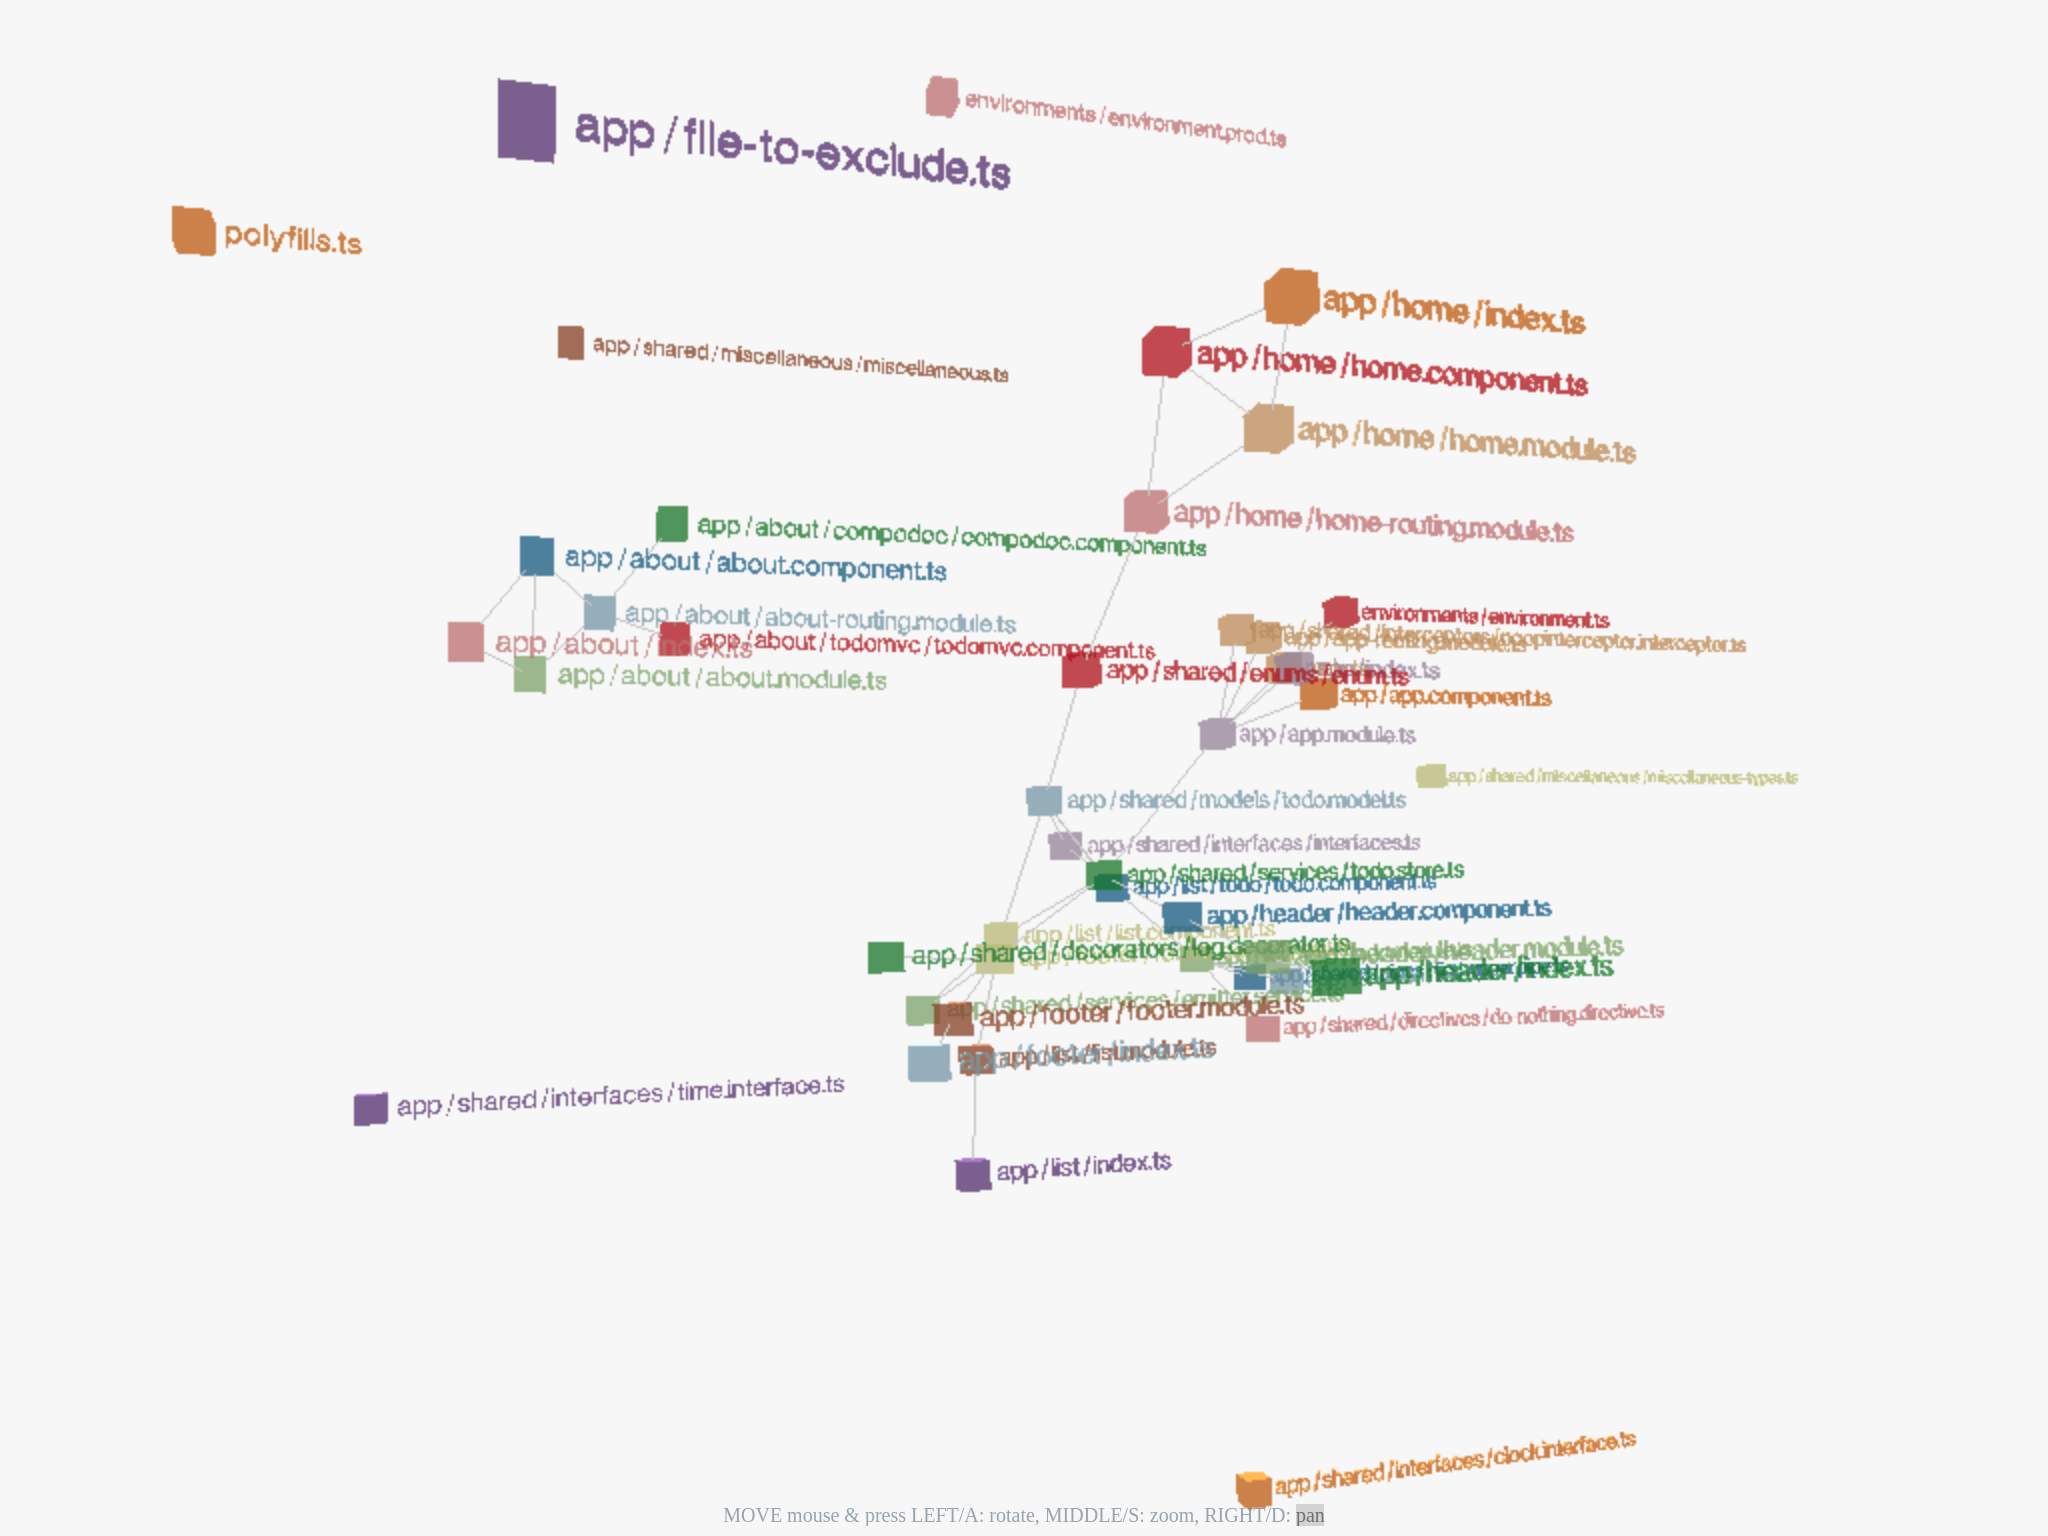 environments/environment.prod.ts
app/file-to-exclude.ts
polyfills.ts
app/home/index.ts
app/shared/miscellaneous/miscellaneous.ts
app/home/home.component.ts
app/home/home.module.ts
app/home/home-routing.module.ts
app/about/compodoc/compodoc.component.ts
app/about/about.component.ts
app/about/about-routing.module.ts
environments/environment.ts
app/shared/interceptors/noopinterceptor.interceptor.ts
app/app-routing.module.ts
app/about/index.ts
app/about/todomvc/todomvc.component.ts
app/shared/enums/enum.ts
app/about/about.module.ts
app/app.component.ts
app/app.module.ts
app/shared/miscellaneous/miscellaneous-types.ts
app/shared/models/todo.model.ts
app/shared/interfaces/interfaces.ts
app/shared/services/todo.store.ts
app/list/todo/todo.component.ts
app/header/header.component.ts
app/list/list.component.ts
app/shared/decorators/log.decorator.ts
header.module.ts
app/header/index.ts
app/shared/services/emitter.service.ts
app/footer/footer.module.ts
app/shared/directives/do-nothing.directive.ts
app/footer/index.ts
app/list/list.module.ts
app/shared/interfaces/time.interface.ts
app/list/index.ts
app/shared/interfaces/clock.interface.ts
MOVE mouse & press LEFT/A: rotate, MIDDLE/S: zoom, RIGHT/D: pan